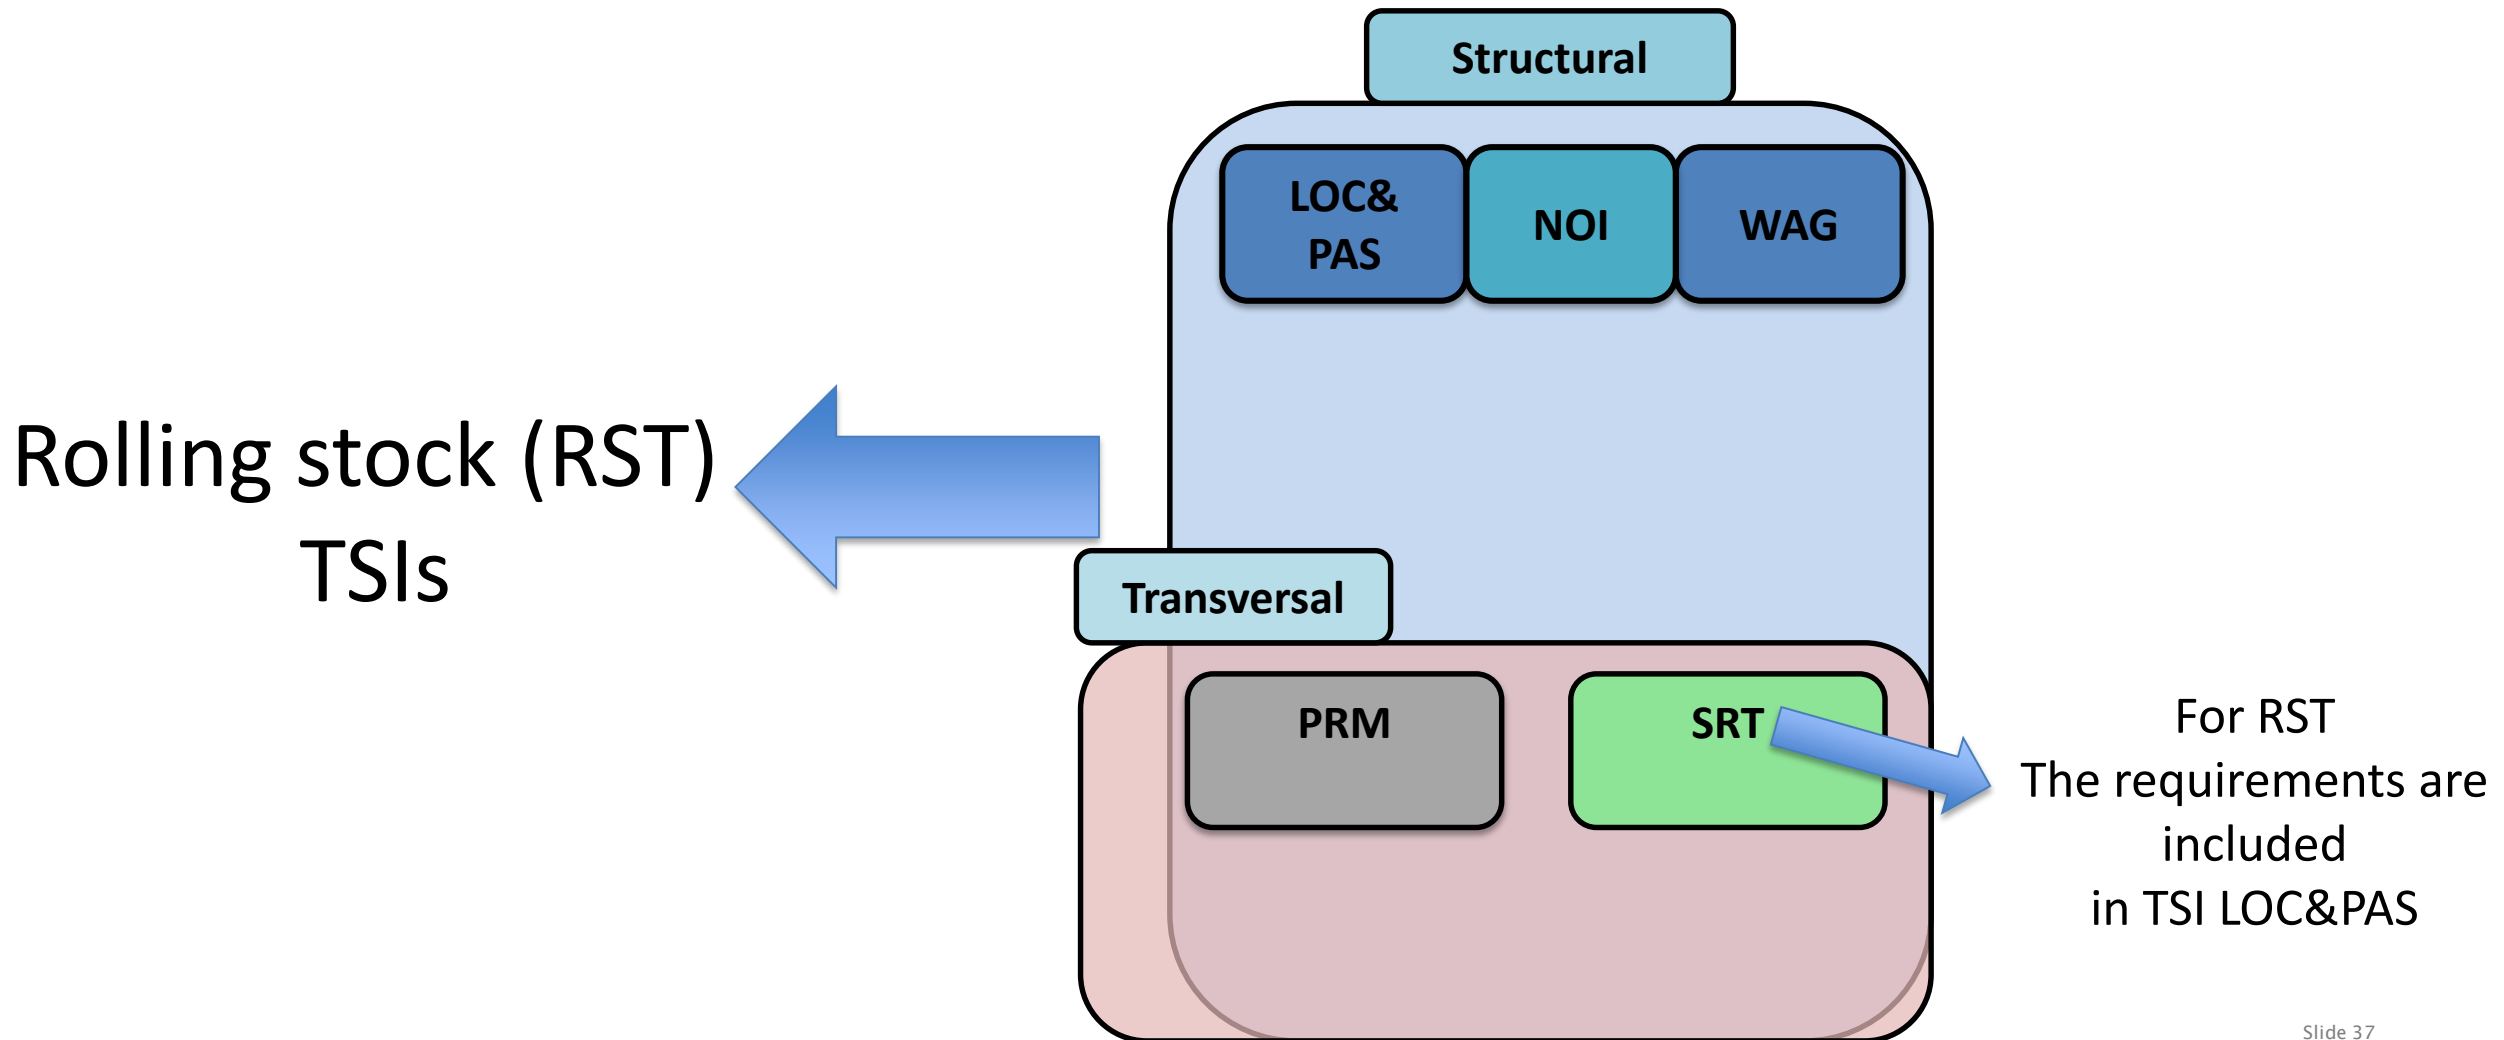 Structural
LOC&
PAS
NOI
WAG
Rolling stock (RST)
TSIs
Transversal
PRM
SRT
For RST
The requirements are
included
in TSI LOC&PAS
Slide 37